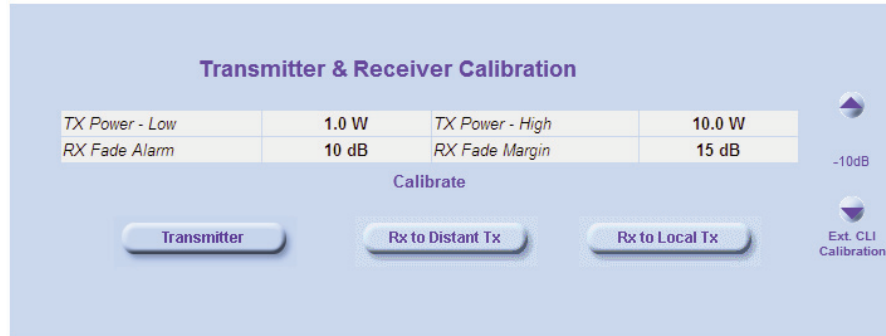 Transmitter & Receiver Calibration
TX Power - Low 1.0 W TX Power - High 10.0 W
RX Fade Alarm 10 dB RX Fade Margin 15 dB
-10dB
Calibrate
Transmitter Rx to Distant Tx Rx to Local Tx
Ext. CLI
Calibration